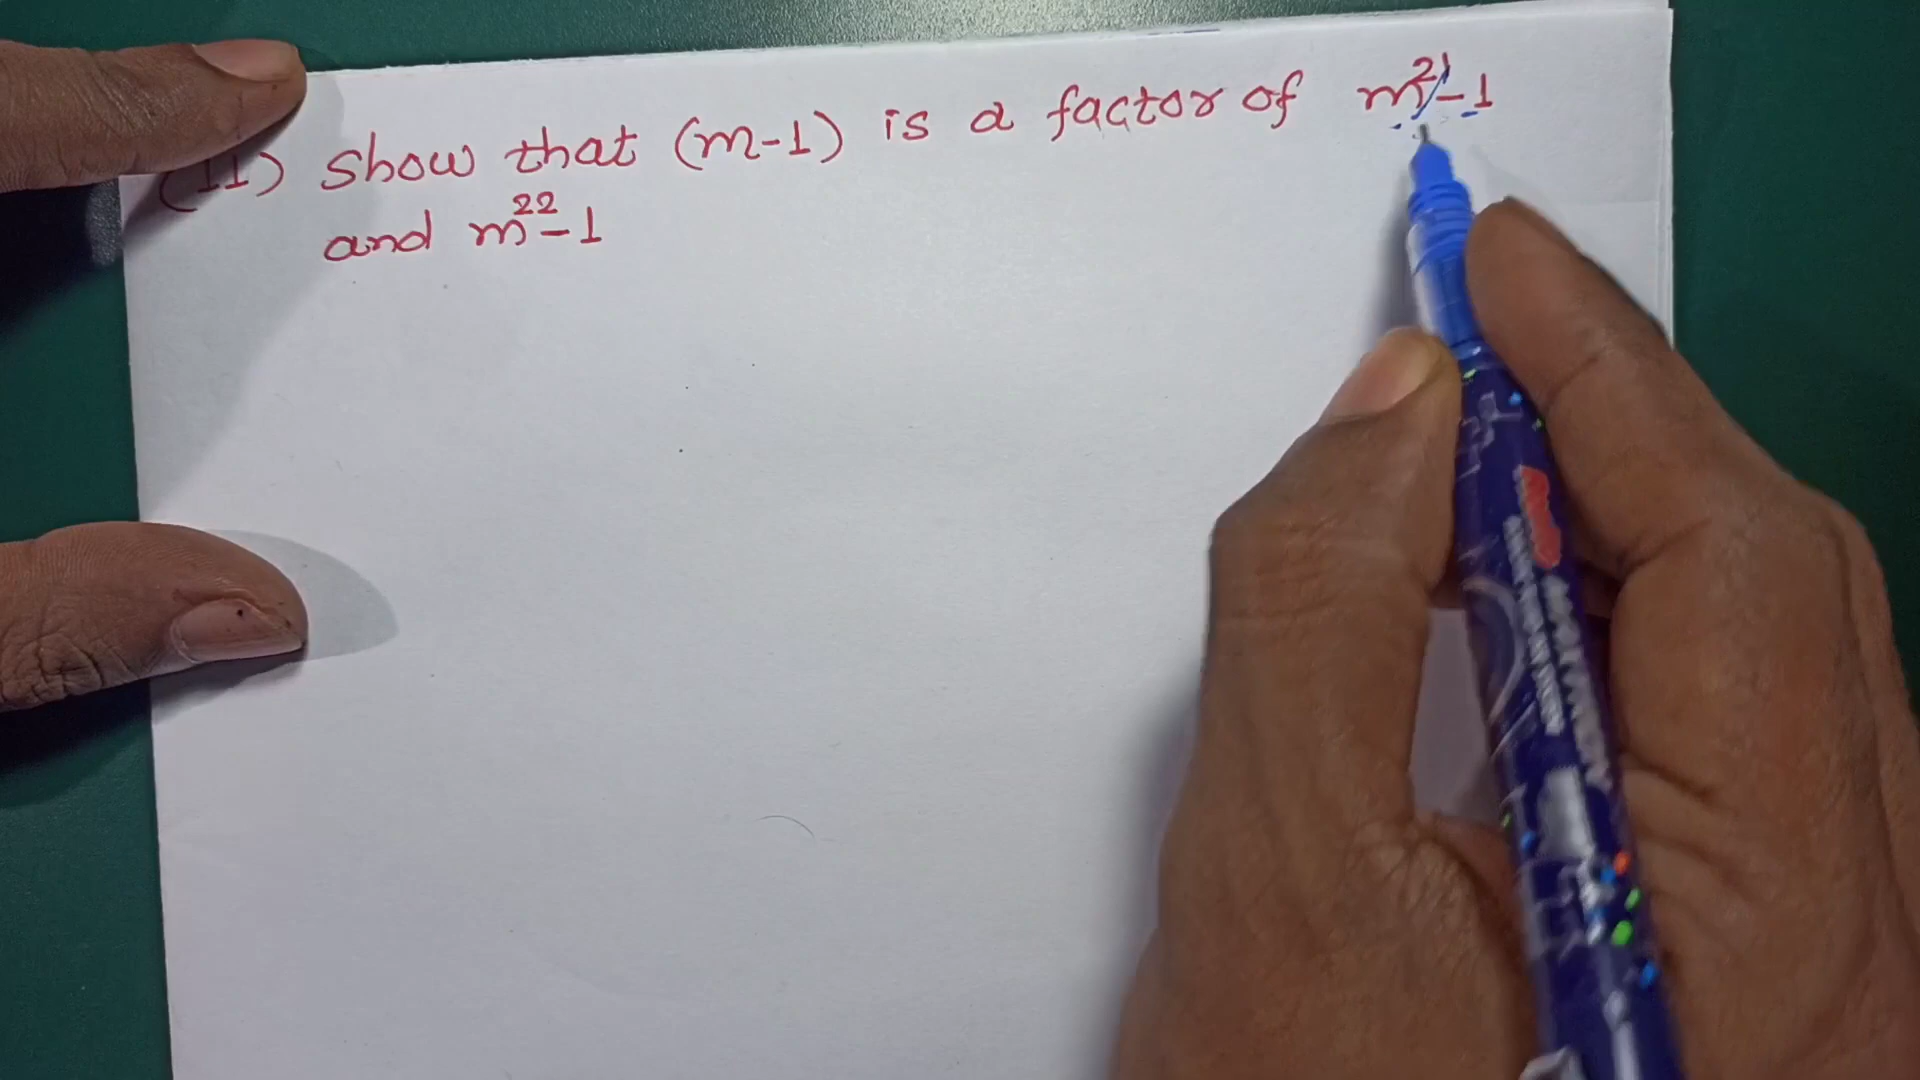 (11) Show that (m-1) is a factor of m²¹-1
and m²²-1